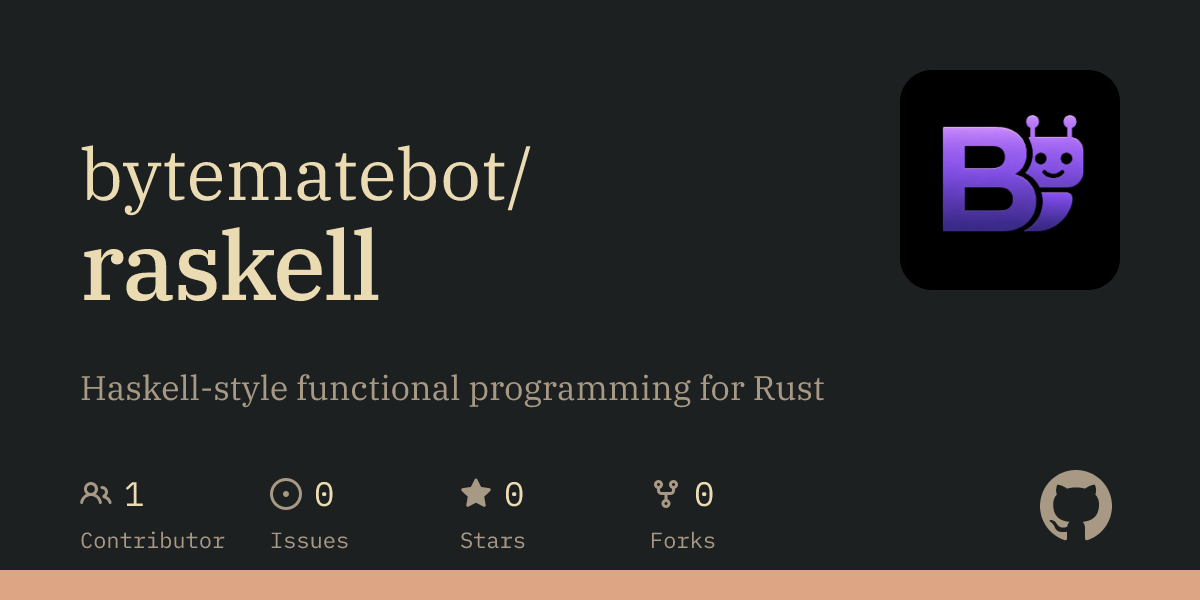 bytematebot/
raskell
B
Haskell-style functional programming for Rust
1 0 0 0
Contributor Issues Stars Forks